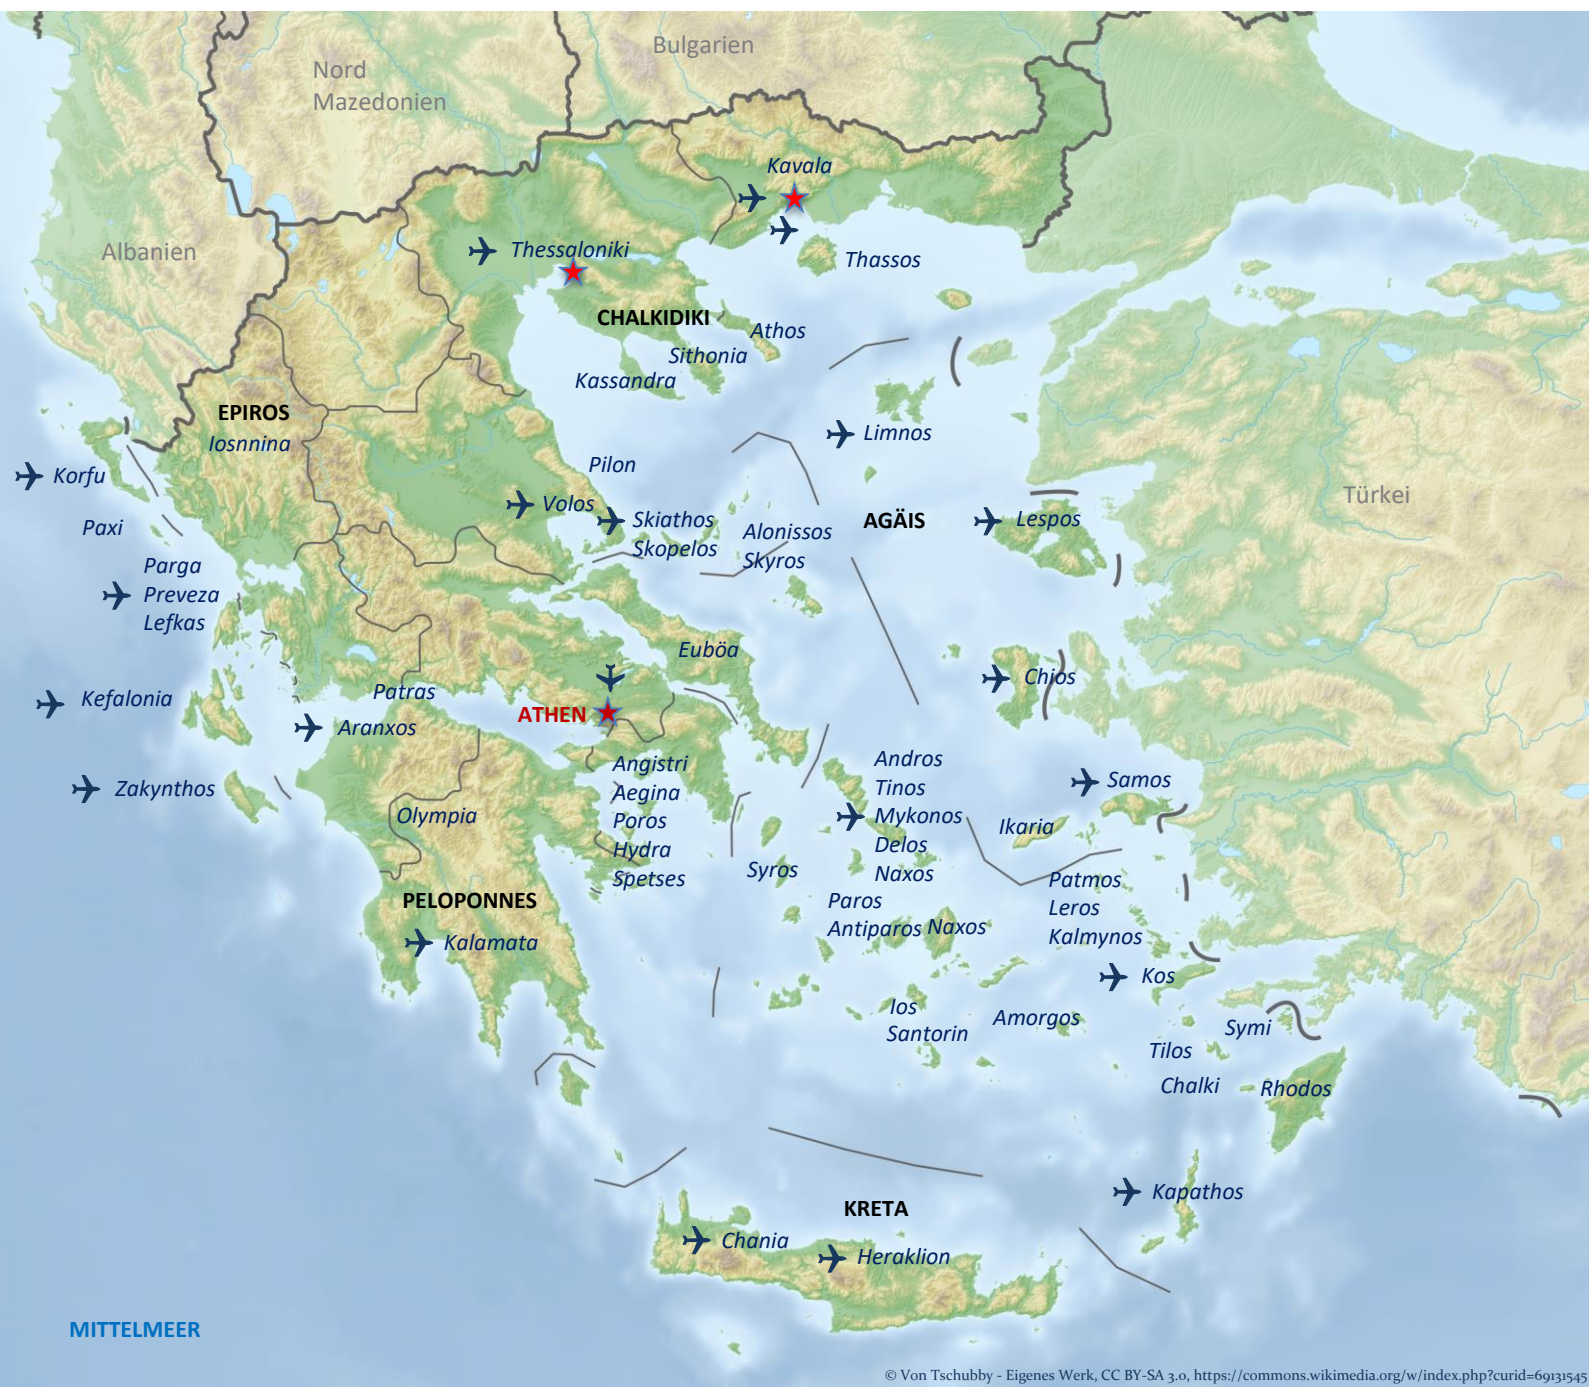 Bulgarien
Nord
Mazedonien
Kavala
Albanien
Thessaloniki
Thassos
CHALKIDIKI
Athos
Sithonia
Kassandra
EPIROS
Iosnnina
Limnos
Korfu
Pilon
Türkei
Volos
Paxi
Skiathos
Skopelos
Alonissos
Skyros
AGÄIS
Lespos
Parga
Preveza
Lefkas
Euböa
Chios
Kefalonia
Patras
ATHEN
Aranxos
Zakynthos
Angistri
Aegina
Poros
Hydra
Spetses
Andros
Tinos
Mykonos
Delos
Naxos
Samos
Olympia
Ikaria
Syros
Patmos
Leros
Kalmynos
PELOPONNES
Paros
Antiparos
Naxos
Kalamata
Kos
Ios
Santorin
Amorgos
Symi
Tilos
Chalki
Rhodos
Kapathos
KRETA
Chania
Heraklion
MITTELMEER
© Von Tschubby - Eigenes Werk, CC BY-SA 3.0, https://commons.wikimedia.org/w/index.php?curid=69131545